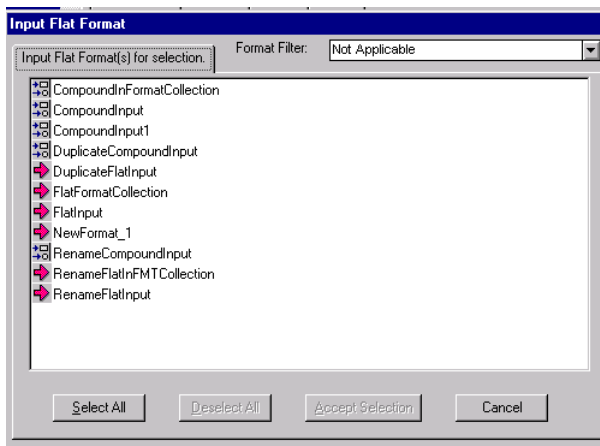 Input Flat Format
Input Flat Format(s) for selection.
Format Filter:
Not Applicable
CompoundInFormatCollection
CompoundInput
CompoundInput1
DuplicateCompoundInput
DuplicateFlatInput
FlatFormatCollection
FlatInput
NewFormat_1
RenameCompoundInput
RenameFlatInFMTCollection
RenameFlatInput
Select All
Deselect All
Accept Selection
Cancel